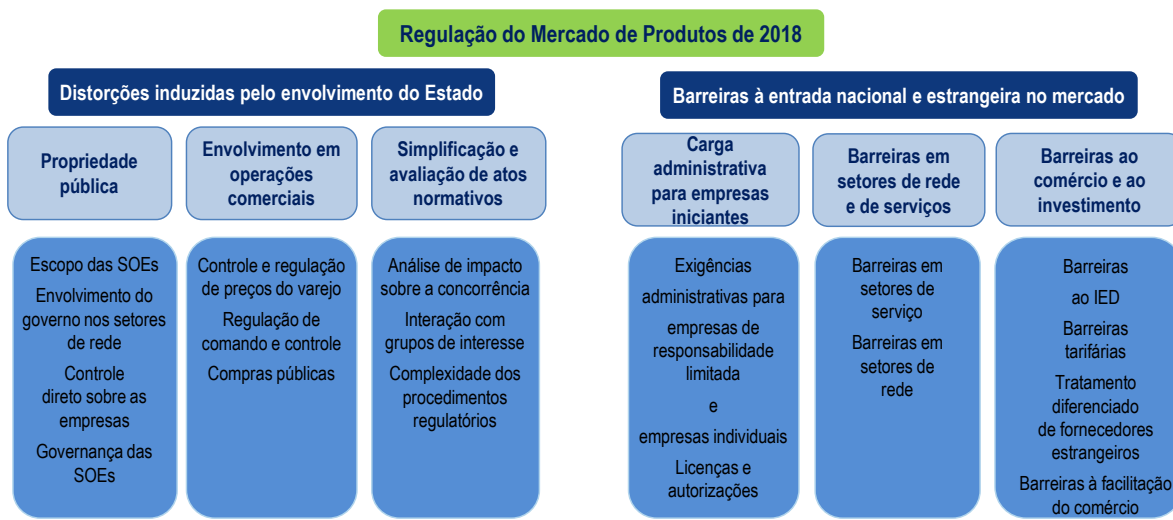 Regulação do Mercado de Produtos de 2018
Distorções induzidas pelo envolvimento do Estado
Propriedade
pública
Escopo das SOEs
Envolvimento do
governo nos setores
de rede
Controle
direto sobre as
empresas
Governança das
SOEs
Envolvimento em
operações
comerciais
Controle e regulação
de preços do varejo
Regulação de
comando e controle
Compras públicas
Simplificação e
avaliação de atos
normativos
Análise de impacto
sobre a concorrência
Interação com
grupos de interesse
Complexidade dos
procedimentos
regulatórios
Barreiras à entrada nacional e estrangeira no mercado
Carga
administrativa
para empresas
iniciantes
Exigências
administrativas para
empresas de
responsabilidade
limitada
e
empresas individuais
Licenças e
autorizações
Barreiras em
setores de rede
e de serviços
Barreiras em
setores de
serviço
Barreiras em
setores de
rede
Barreiras ao
comércio e ao
investimento
Barreiras
ao IED
Barreiras
tarifárias
Tratamento
diferenciado
de fornecedores
estrangeiros
Barreiras à facilitação
do comércio